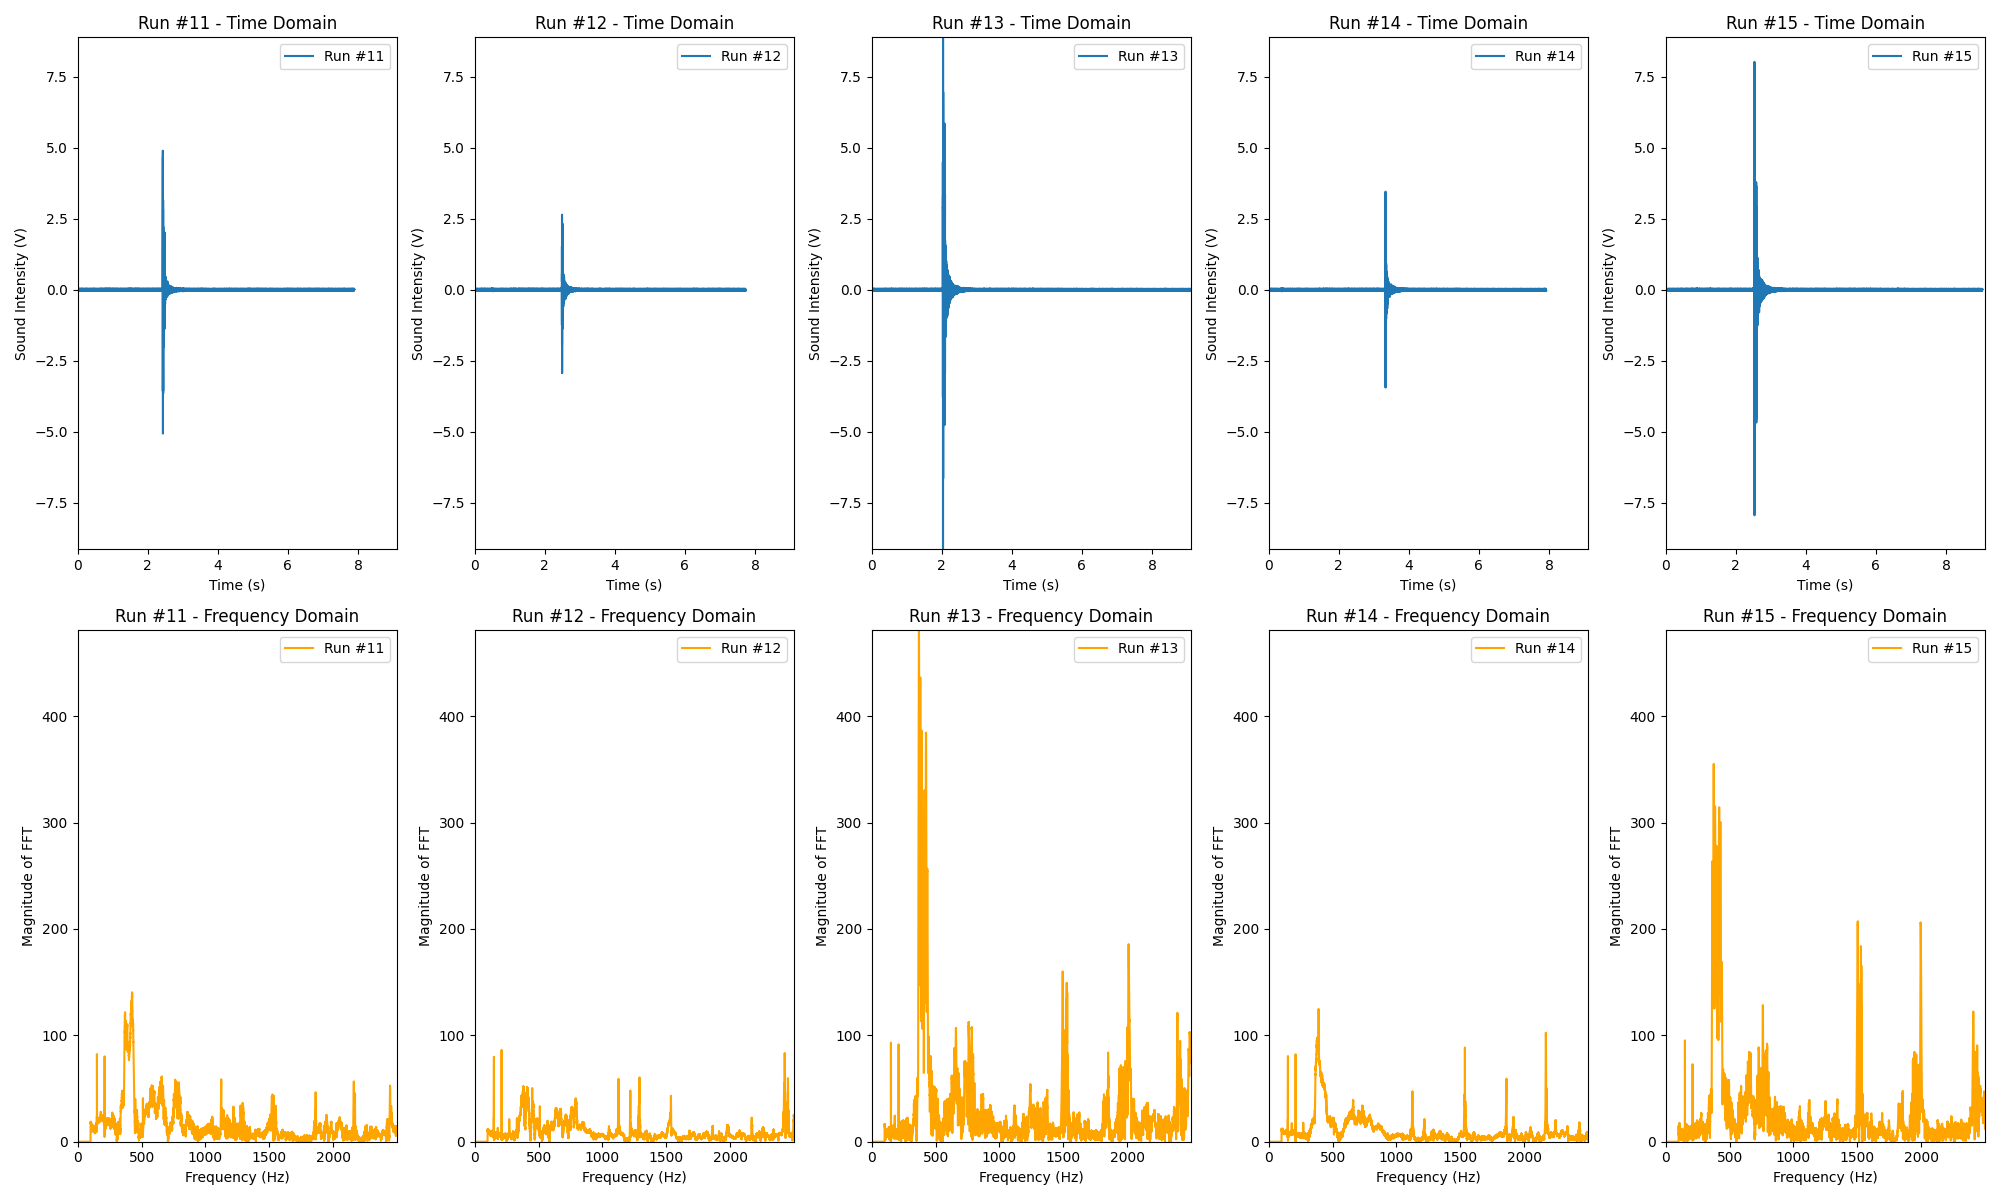 Run #11 - Time Domain
Run #12 - Time Domain
Run #13 - Time Domain
Run #14 - Time Domain
Run #15 - Time Domain
Run #11
Run #12
Run #13
Run #14
Run #15
Sound Intensity (V)
7.5
5.0
2.5
0.0
−2.5
−5.0
−7.5
0 2 4 6 8
Time (s)
Sound Intensity (V)
7.5
5.0
2.5
0.0
−2.5
−5.0
−7.5
0 2 4 6 8
Time (s)
Sound Intensity (V)
7.5
5.0
2.5
0.0
−2.5
−5.0
−7.5
0 2 4 6 8
Time (s)
Sound Intensity (V)
7.5
5.0
2.5
0.0
−2.5
−5.0
−7.5
0 2 4 6 8
Time (s)
Sound Intensity (V)
7.5
5.0
2.5
0.0
−2.5
−5.0
−7.5
0 2 4 6 8
Time (s)
Run #11 - Frequency Domain
Run #12 - Frequency Domain
Run #13 - Frequency Domain
Run #14 - Frequency Domain
Run #15 - Frequency Domain
Run #11
Run #12
Run #13
Run #14
Run #15
Magnitude of FFT
400
300
200
100
0
0 500 1000 1500 2000
Frequency (Hz)
Magnitude of FFT
400
300
200
100
0
0 500 1000 1500 2000
Frequency (Hz)
Magnitude of FFT
400
300
200
100
0
0 500 1000 1500 2000
Frequency (Hz)
Magnitude of FFT
400
300
200
100
0
0 500 1000 1500 2000
Frequency (Hz)
Magnitude of FFT
400
300
200
100
0
0 500 1000 1500 2000
Frequency (Hz)